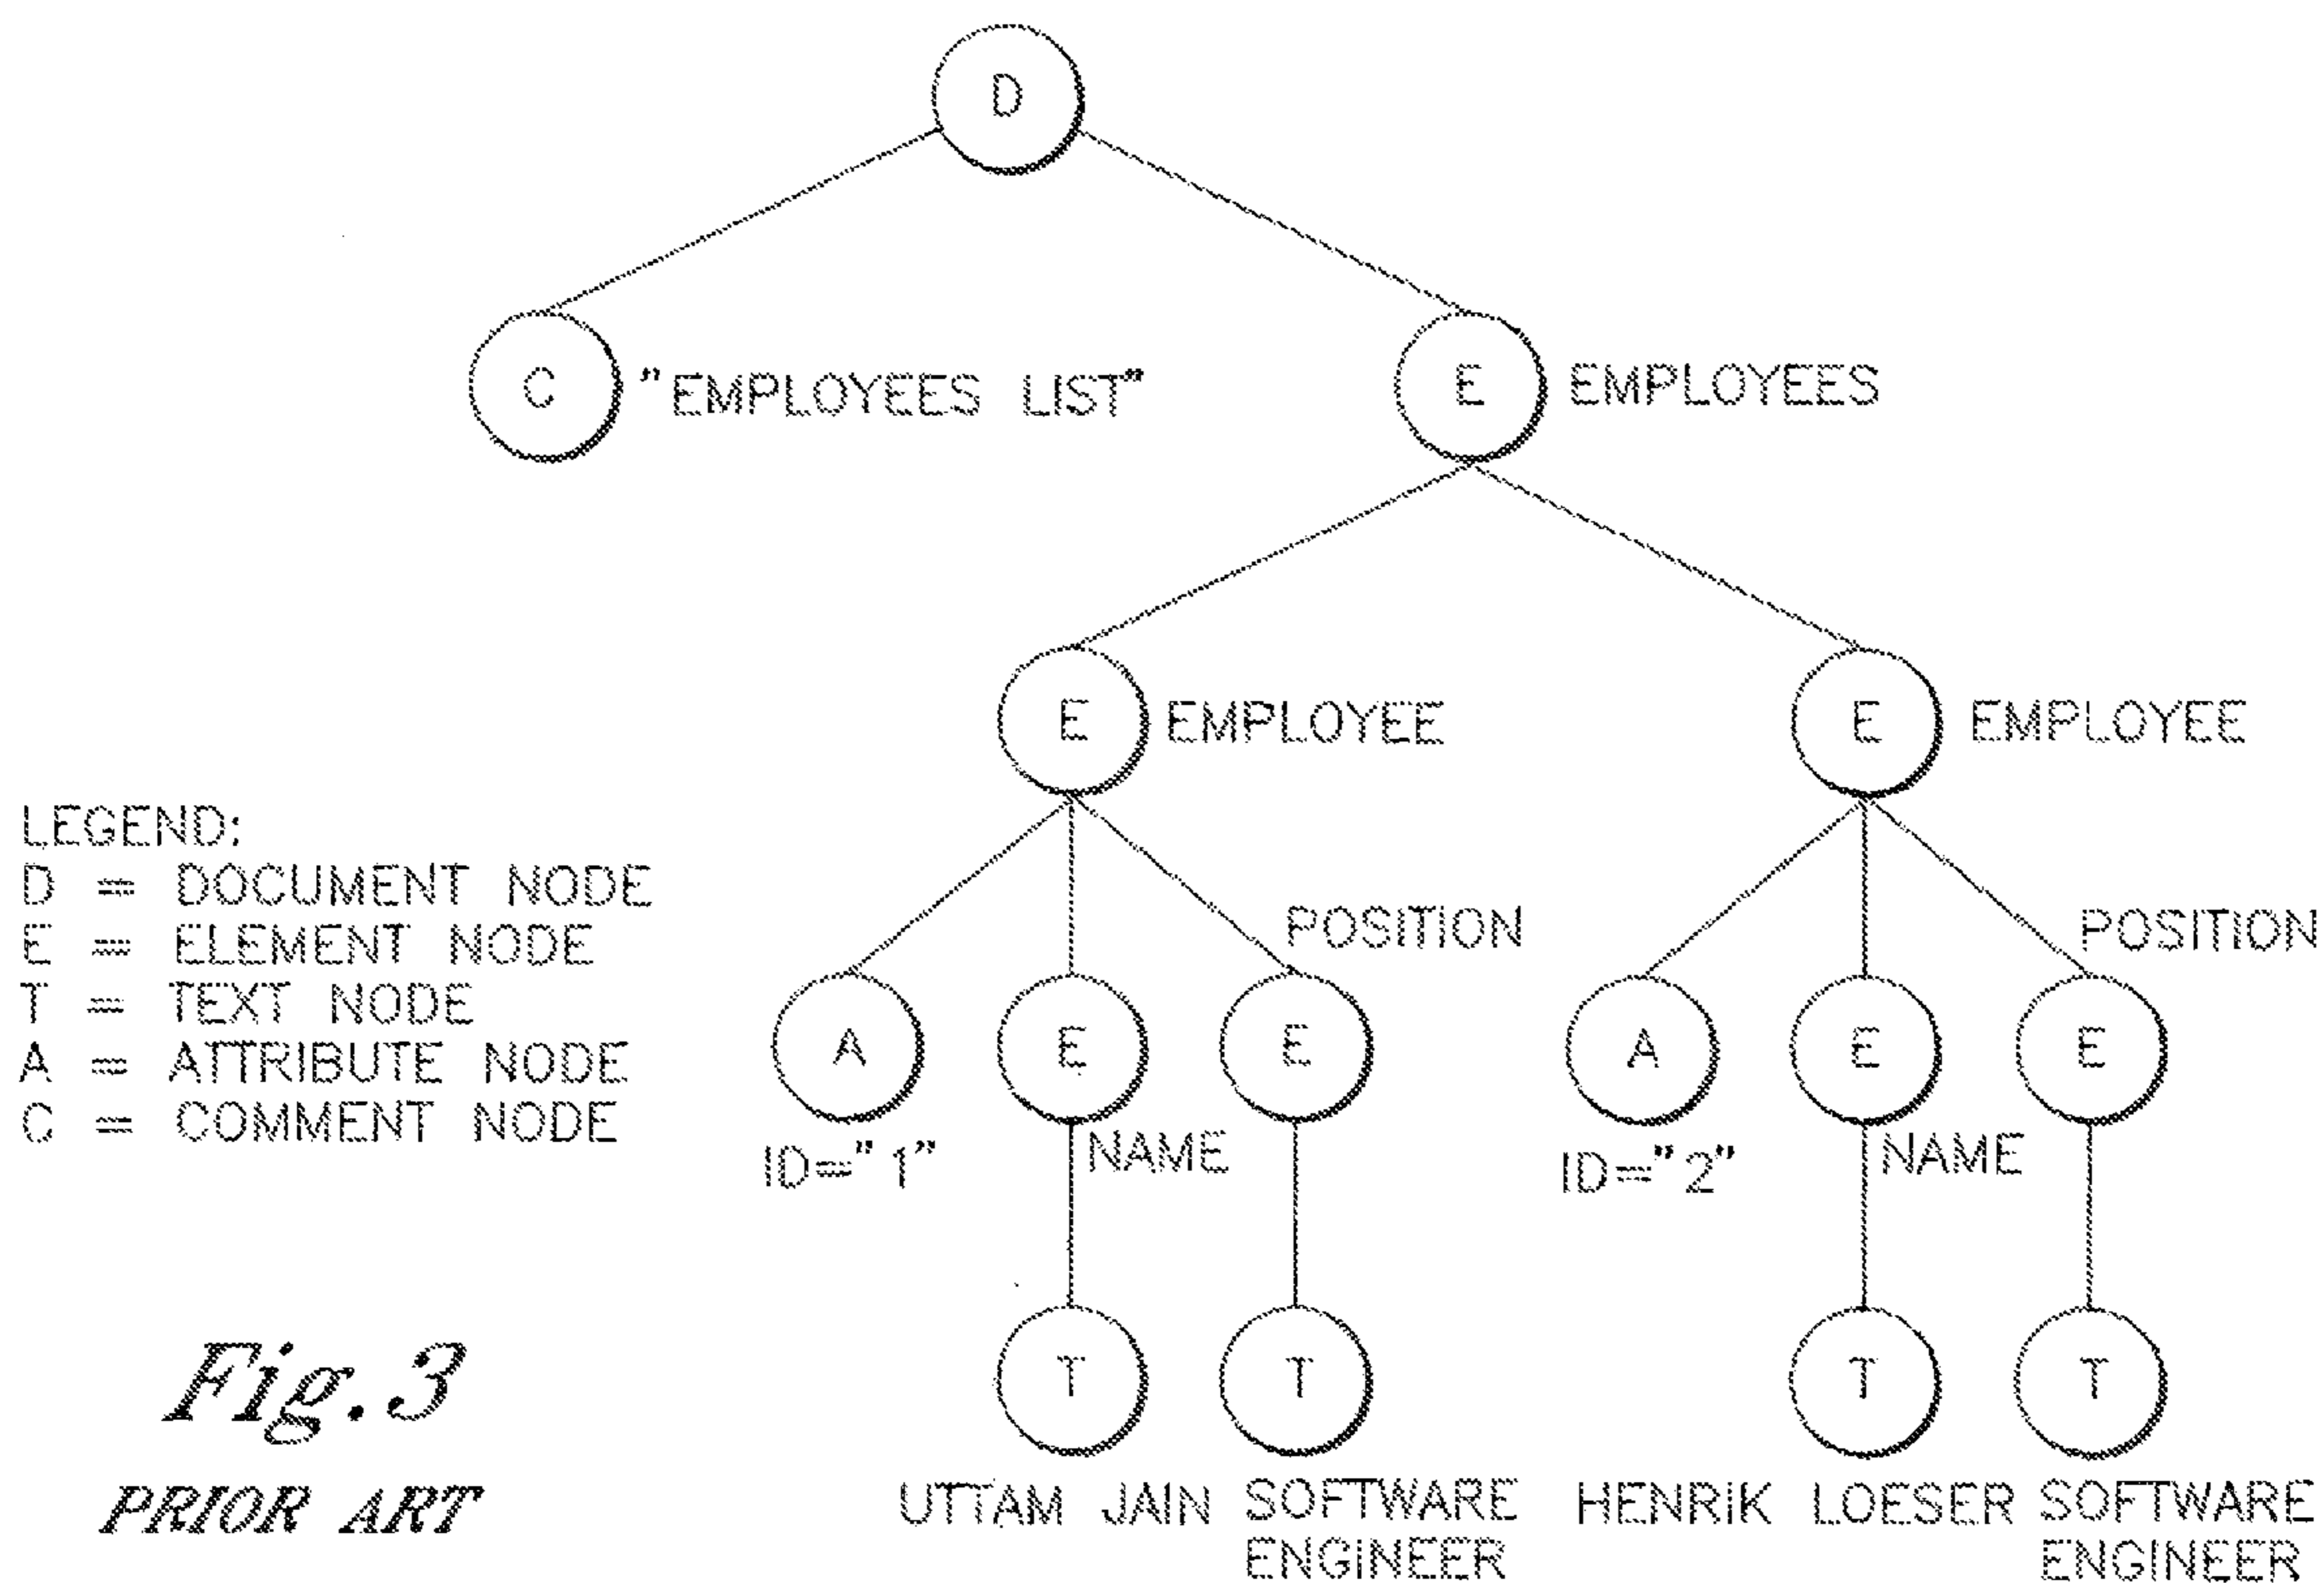 D
C "EMPLOYEES LIST"
E EMPLOYEES
E EMPLOYEE
E EMPLOYEE
LEGEND:
D = DOCUMENT NODE
E = ELEMENT NODE
T = TEXT NODE
A = ATTRIBUTE NODE
C = COMMENT NODE
POSITION
POSITION
A E E
A E E
ID="1"
NAME
ID="2"
NAME
T T
T T
UTTAM JAIN
SOFTWARE
ENGINEER
HENRIK LOESER
SOFTWARE
ENGINEER
Fig.3
PRIOR ART